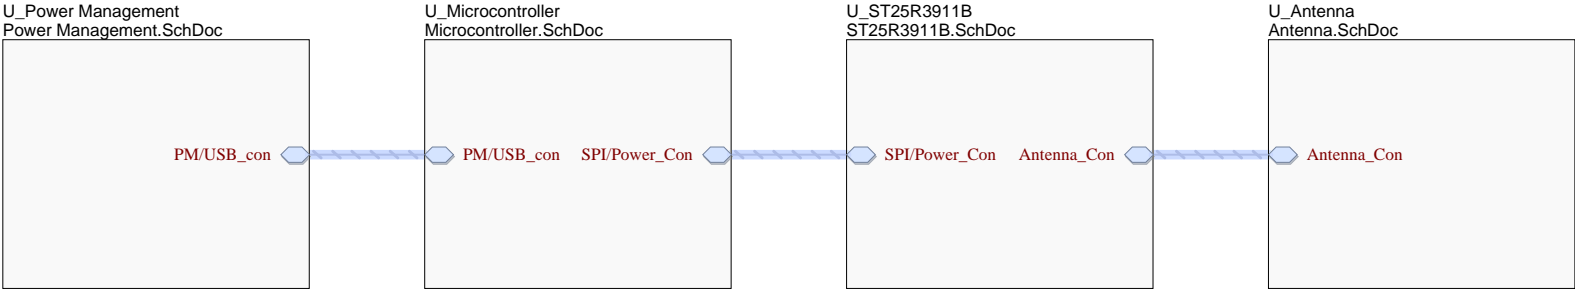 U_Power Management
Power Management.SchDoc
PM/USB_con
U_Microcontroller
Microcontroller.SchDoc
PM/USB_con
SPI/Power_Con
U_ST25R3911B
ST25R3911B.SchDoc
SPI/Power_Con
Antenna_Con
U_Antenna
Antenna.SchDoc
Antenna_Con